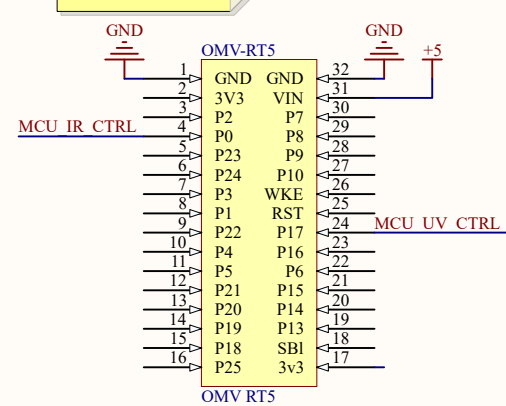 GND GND
OMV-RT5 +5
1 GND GND 32
2 3V3 VIN 31
3 P2 P7 30
MCU_IR_CTRL 4 P0 P8 29
5 P23 P9 28
6 P24 P10 27
7 P3 WKE 26
8 P1 RST 25
9 P22 P17 24 MCU_UV_CTRL
10 P4 P16 23
11 P5 P6 22
12 P21 P15 21
13 P20 P14 20
14 P19 P13 19
15 P18 SBl 18
16 P25 3v3 17
OMV RT5